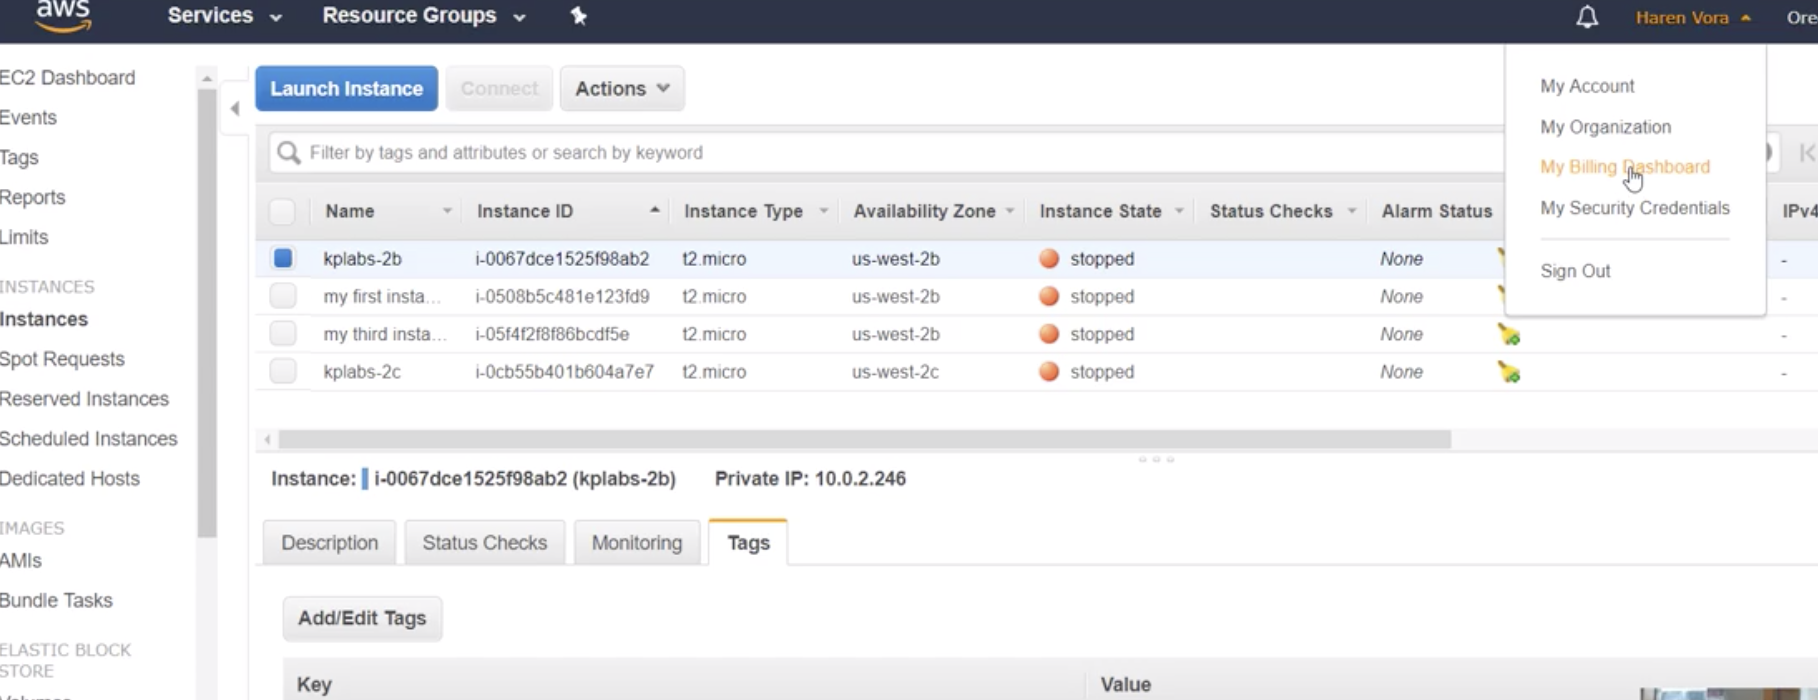 aws Services Resource Groups Haren Vora Ore
EC2 Dashboard
Events
Tags
Reports
Limits
INSTANCES
Instances
Spot Requests
Reserved Instances
Scheduled Instances
Dedicated Hosts
IMAGES
AMIs
Bundle Tasks
ELASTIC BLOCK
STORE
Launch Instance Connect Actions
Filter by tags and attributes or search by keyword
Name Instance ID Instance Type Availability Zone Instance State Status Checks Alarm Status IPv4
kplabs-2b i-0067dce1525f98ab2 t2.micro us-west-2b stopped None -
my first insta... i-0508b5c481e123fd9 t2.micro us-west-2b stopped None -
my third insta... i-05f4f2f8f86bcdf5e t2.micro us-west-2b stopped None -
kplabs-2c i-0cb55b401b604a7e7 t2.micro us-west-2c stopped None -
My Account
My Organization
My Billing Dashboard
My Security Credentials
Sign Out
Instance: i-0067dce1525f98ab2 (kplabs-2b) Private IP: 10.0.2.246
Description Status Checks Monitoring Tags
Add/Edit Tags
Key Value